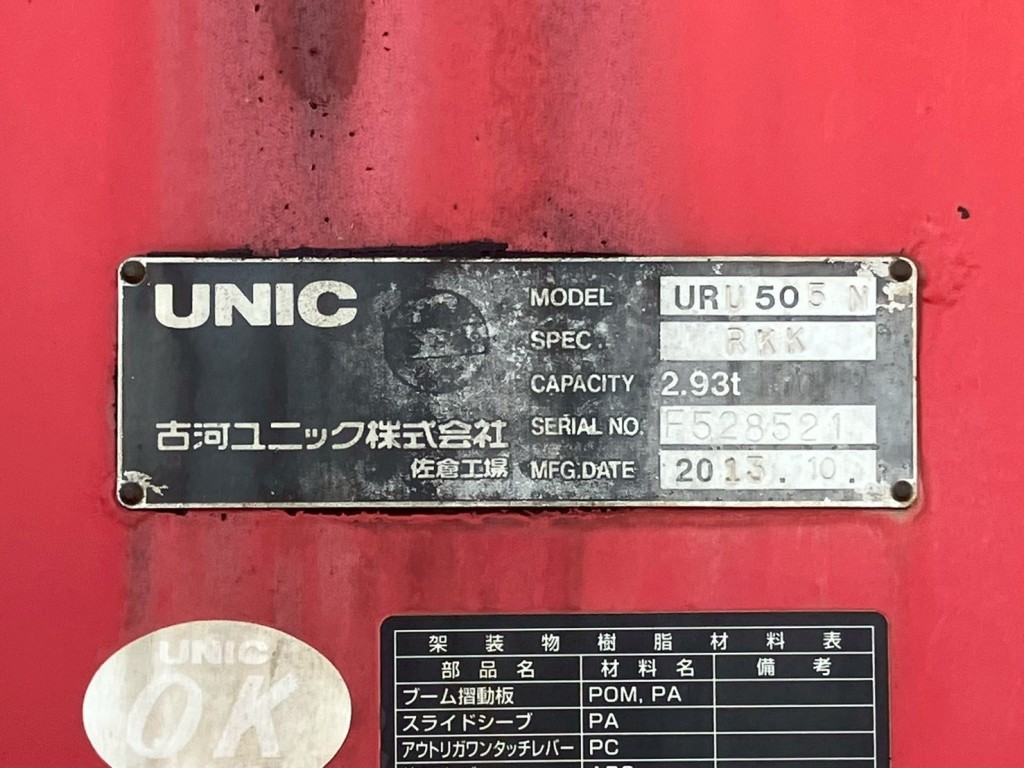 UNIC
MODEL URU505N
SPEC RKK
CAPACITY 2.93t
SERIAL NO. F528521
MFG.DATE 2013.10.
古河ユニック株式会社
佐倉工場
UNIC
OK
架装物樹脂材料表
部品名 材料名 備考
ブーム摺動板 POM, PA
スライドシーブ PA
アウトリガワンタッチレバー PC